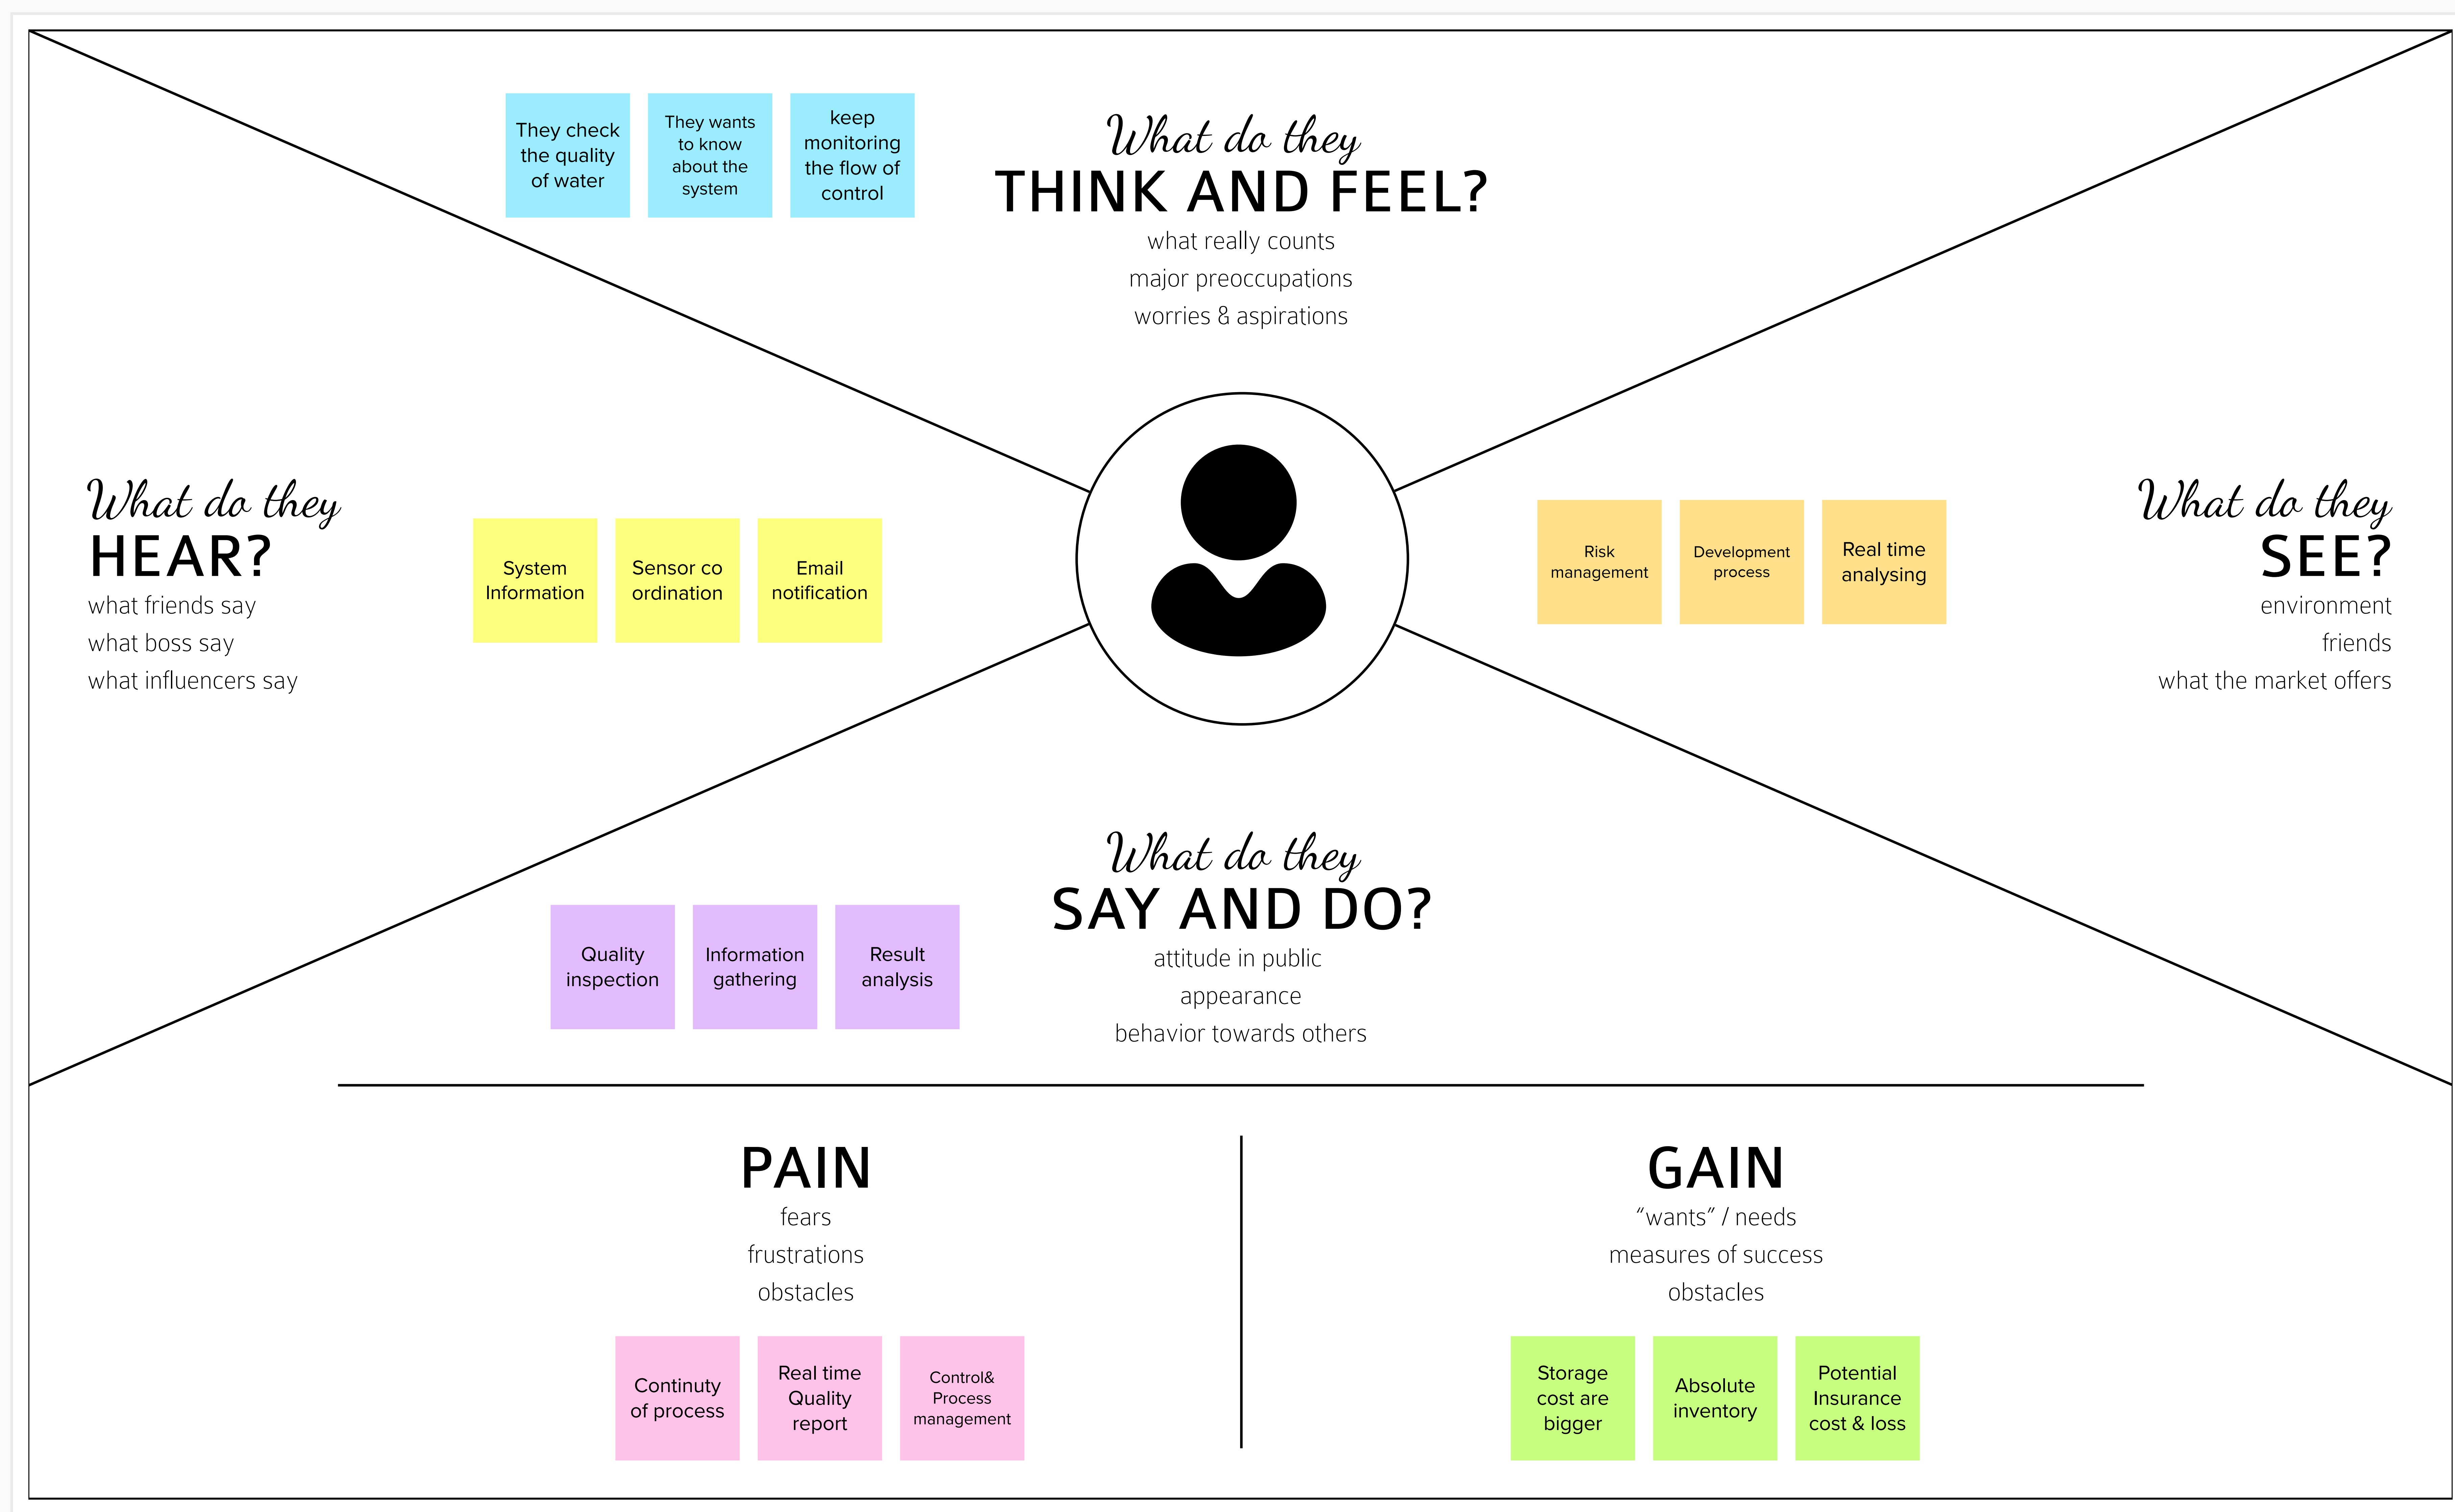 They check
the quality
of water
They wants
to know
about the
system
keep
monitoring
the flow of
control
What do they
THINK AND FEEL?
what really counts
major preoccupations
worries & aspirations
What do they
HEAR?
what friends say
what boss say
what influencers say
System
Information
Sensor co
ordination
Email
notification
Risk
management
Development
process
Real time
analysing
What do they
SEE?
environment
friends
what the market offers
What do they
SAY AND DO?
attitude in public
appearance
behavior towards others
Quality
inspection
Information
gathering
Result
analysis
PAIN
fears
frustrations
obstacles
Continuty
of process
Real time
Quality
report
Control&
Process
management
GAIN
“wants” / needs
measures of success
obstacles
Storage
cost are
bigger
Absolute
inventory
Potential
Insurance
cost & loss